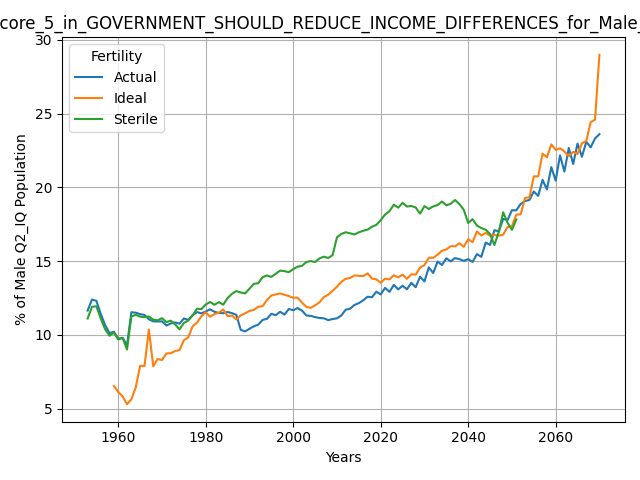 core_5_in_GOVERNMENT_SHOULD_REDUCE_INCOME_DIFFERENCES_for_Male_
30
25
20
15
10
5
% of Male Q2_IQ Population
Fertility
Actual
Ideal
Sterile
1960 1980 2000 2020 2040 2060
Years